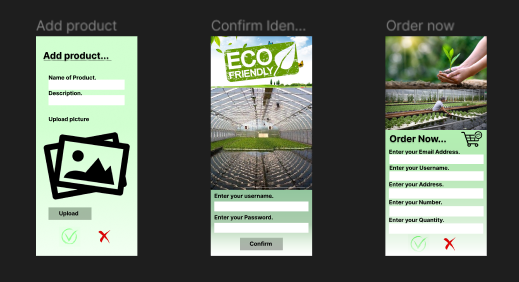 Add product
Add product...
Name of Product.
Description.
Upload picture
Upload
Confirm Iden...
ECO
FRIENDLY
Enter your username.
Enter your Password.
Confirm
Order now
Order Now...
Enter your Email Address.
Enter your Username.
Enter your Address.
Enter your Number.
Enter your Quantity.